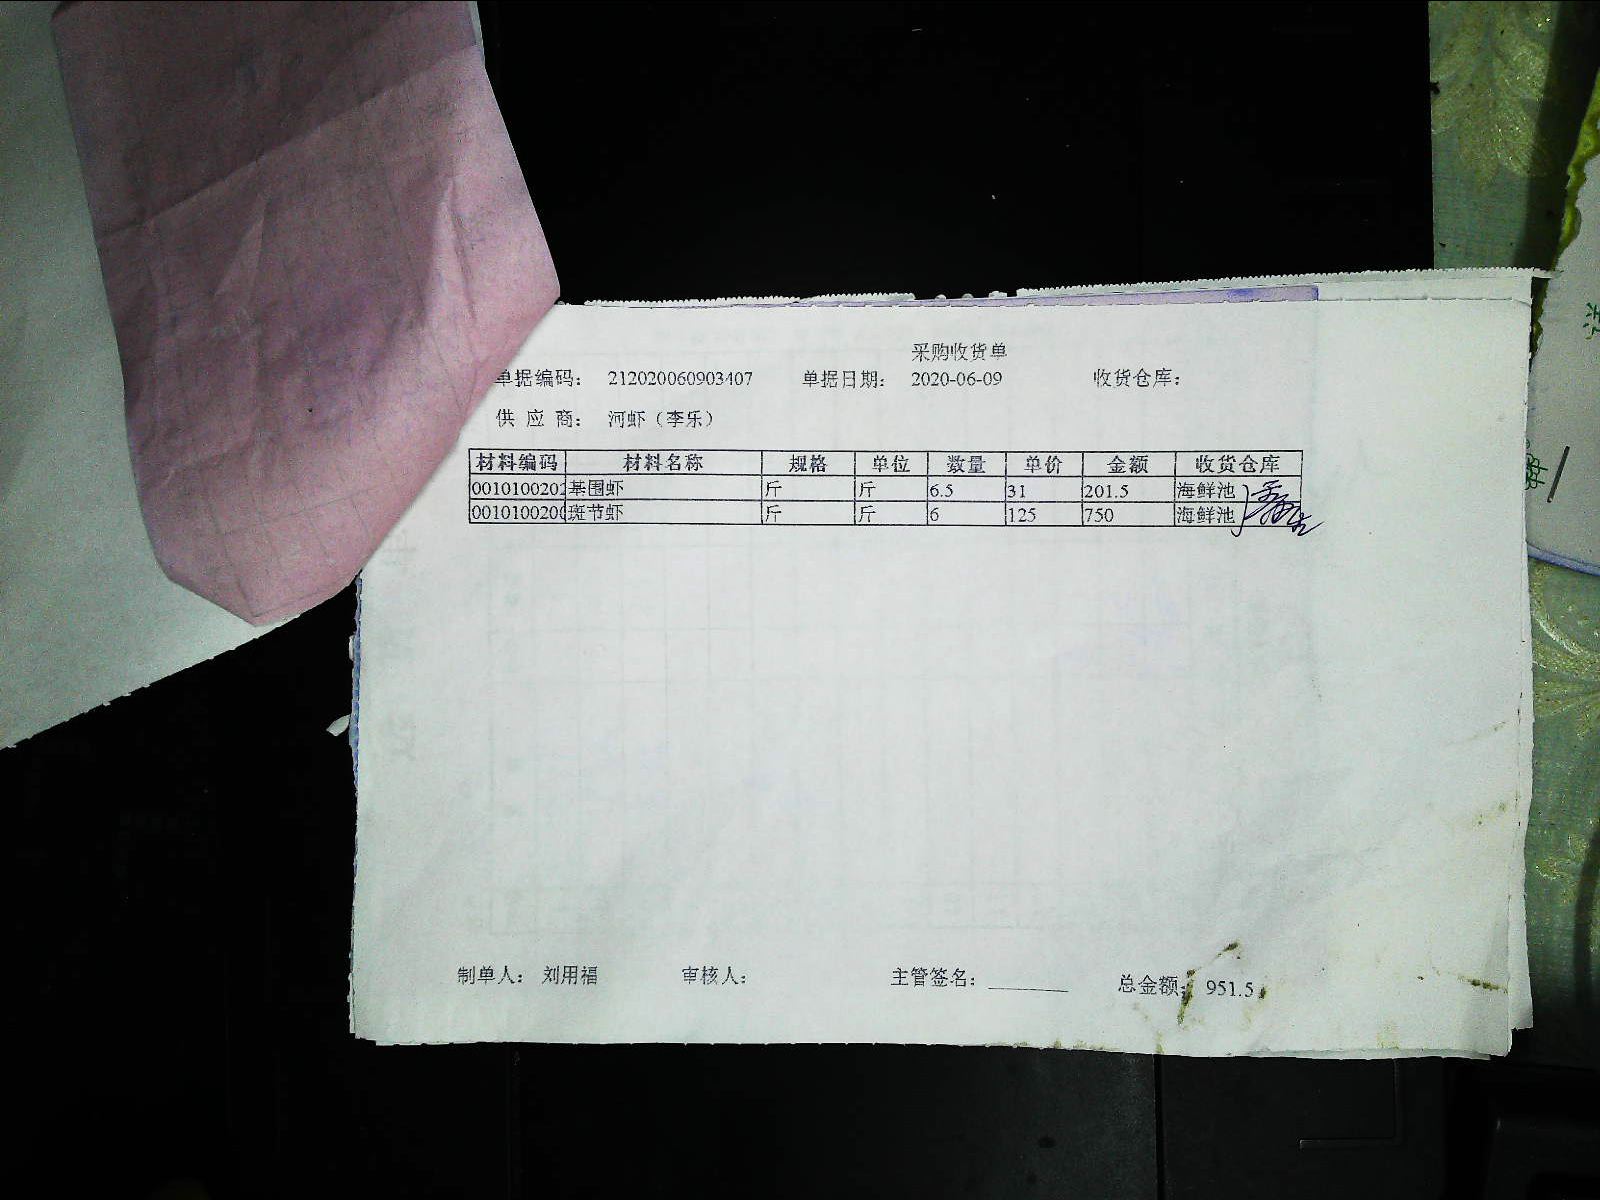 采购收货单
单据编码： 212020060903407 单据日期： 2020-06-09 收货仓库：
供 应 商： 河虾（李乐）
材料编码 材料名称 规格 单位 数量 单价 金额 收货仓库
0010100202 基围虾 斤 斤 6.5 31 201.5 海鲜池
0010100200 斑节虾 斤 斤 6 125 750 海鲜池
制单人： 刘用福 审核人： 主管签名： 总金额： 951.5